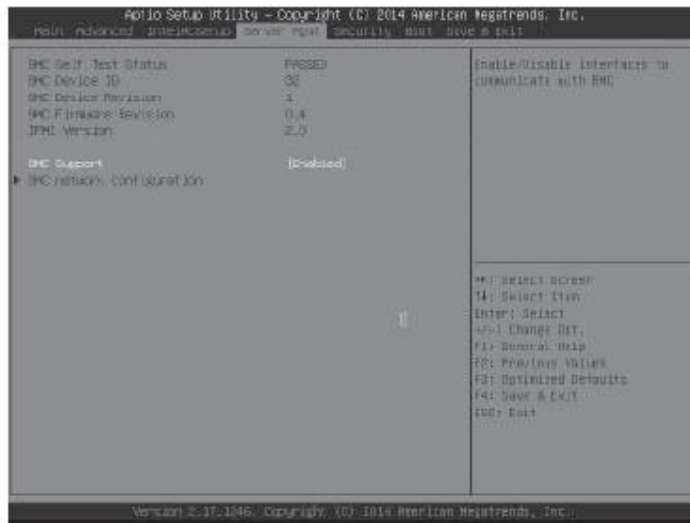 Aptio Setup Utility – Copyright (C) 2014 American Megatrends, Inc.
Main Advanced IntelRCSetup Server Mgmt Security Boot Save & Exit
BMC Self Test Status PASSED
BMC Device ID 32
BMC Device Revision 1
BMC Firmware Revision 0.4
IPMI Version 2.0
BMC Support [Enabled]
BMC network configuration
Enable/Disable interfaces to
communicate with BMC
: Select Screen
↑↓: Select Item
Enter: Select
+/-: Change Opt.
F1: General Help
F2: Previous Values
F3: Optimized Defaults
F4: Save & Exit
ESC: Exit
Version 2.17.1246. Copyright (C) 2014 American Megatrends, Inc.